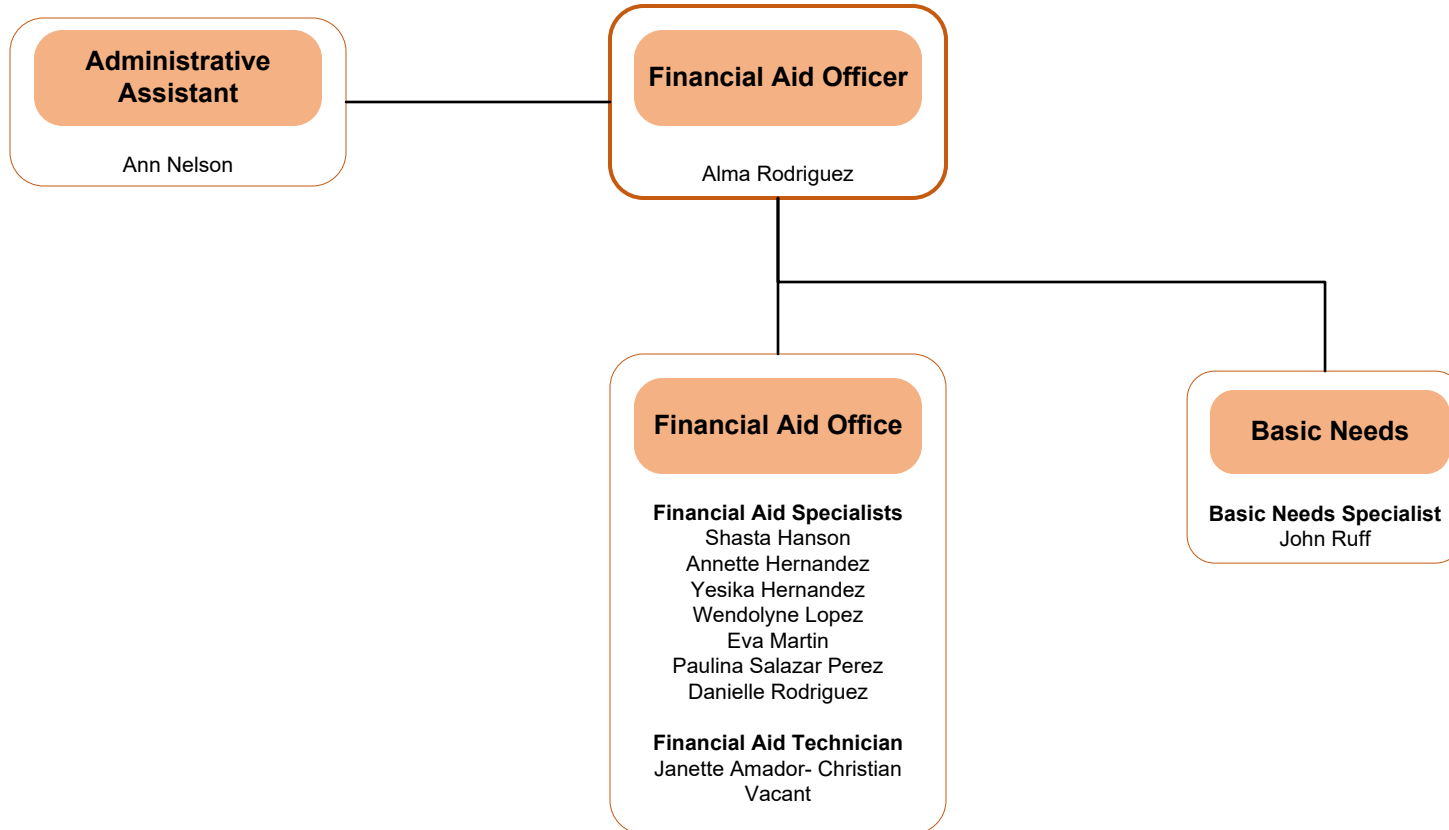 Administrative
Assistant
Ann Nelson
Financial Aid Officer
Alma Rodriguez
Financial Aid Office
Financial Aid Specialists
Shasta Hanson
Annette Hernandez
Yesika Hernandez
Wendolyne Lopez
Eva Martin
Paulina Salazar Perez
Danielle Rodriguez
Financial Aid Technician
Janette Amador- Christian
Vacant
Basic Needs
Basic Needs Specialist
John Ruff